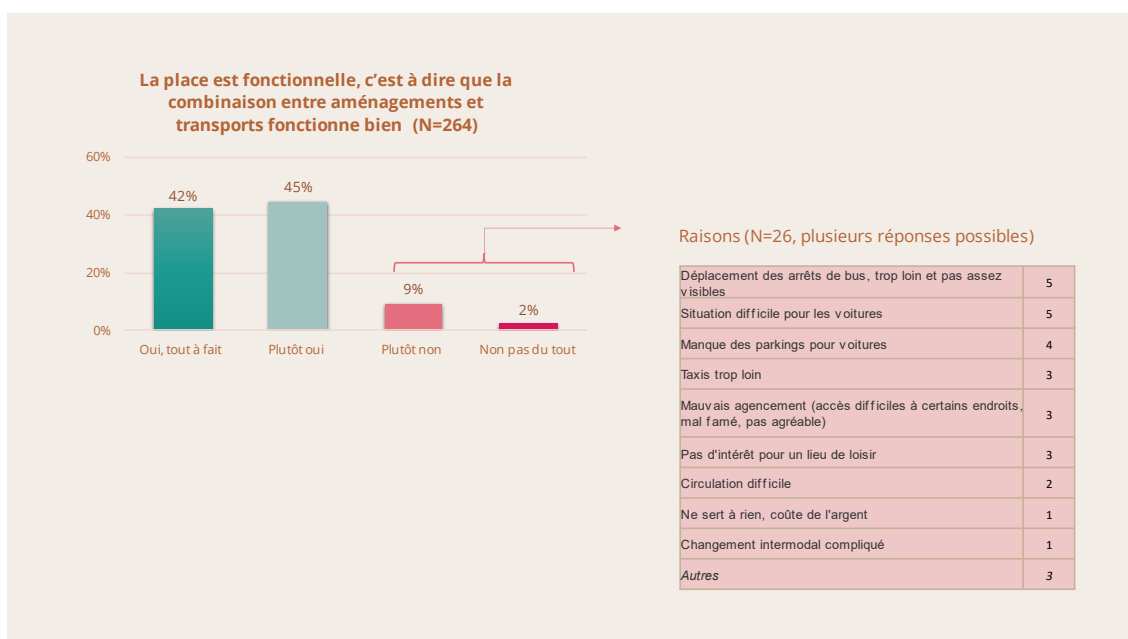 La place est fonctionnelle, c’est à dire que la
combinaison entre aménagements et
transports fonctionne bien (N=264)
60%
40%
20%
0%
42%
45%
9%
2%
Oui, tout à fait
Plutôt oui
Plutôt non
Non pas du tout
Raisons (N=26, plusieurs réponses possibles)
Déplacement des arrêts de bus, trop loin et pas assez
visibles
5
Situation difficile pour les voitures
5
Manque des parkings pour voitures
4
Taxis trop loin
3
Mauvais agencement (accès difficiles à certains endroits,
mal famé, pas agréable)
3
Pas d'intérêt pour un lieu de loisir
3
Circulation difficile
2
Ne sert à rien, coûte de l'argent
1
Changement intermodal compliqué
1
Autres
3